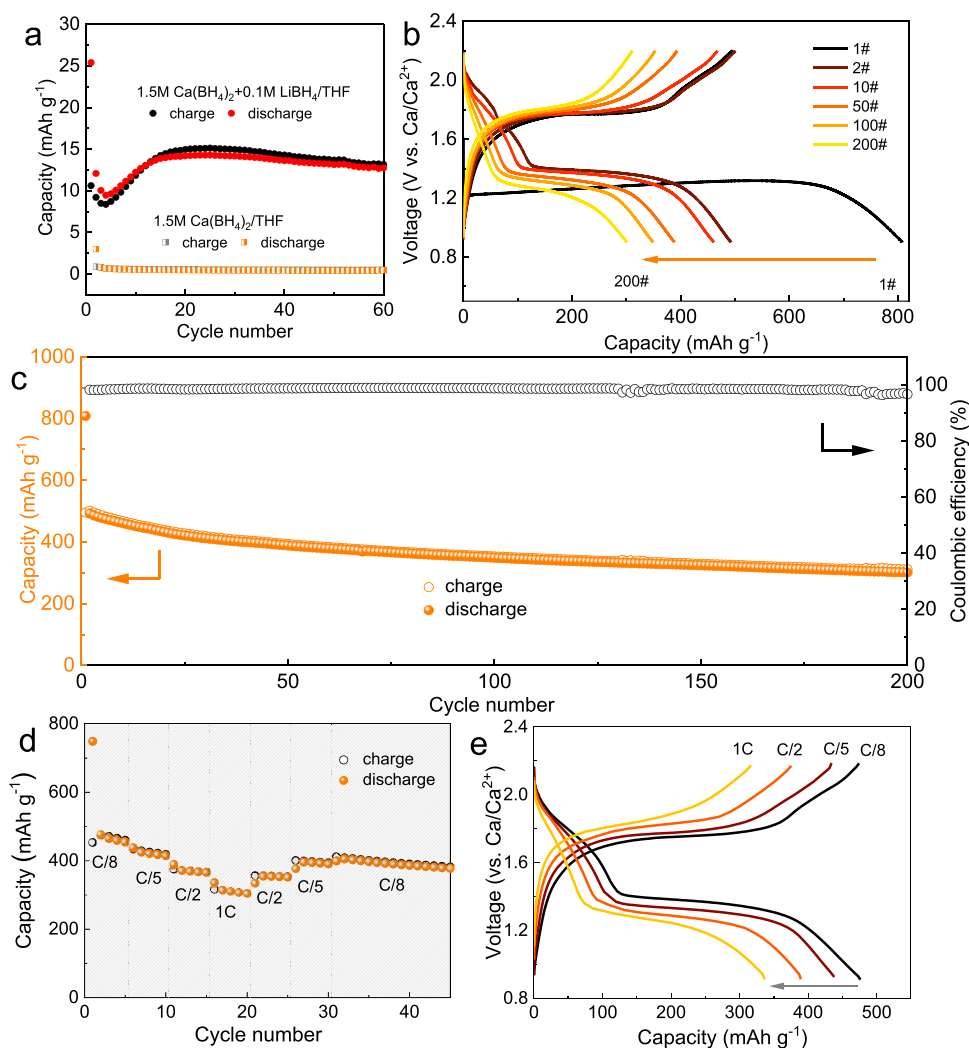 a
Capacity (mAh g⁻¹)
30
25
20
15
10
5
0
1.5M Ca(BH₄)₂+0.1M LiBH₄/THF
charge discharge
1.5M Ca(BH₄)₂/THF
charge discharge
0 20 40 60
Cycle number
b
Voltage (V vs. Ca/Ca²⁺)
2.4
2.0
1.6
1.2
0.8
1#
2#
10#
50#
100#
200#
200#
1#
0 200 400 600 800
Capacity (mAh g⁻¹)
c
Capacity (mAh g⁻¹)
1000
800
600
400
200
0
charge
discharge
100
80
60
40
20
0
Coulombic efficiency (%)
0 50 100 150 200
Cycle number
d
Capacity (mAh g⁻¹)
800
600
400
200
0
charge
discharge
C/8
C/5
C/2
1C
C/2
C/5
C/8
0 10 20 30 40
Cycle number
e
Voltage (vs. Ca/Ca²⁺)
2.4
2.0
1.6
1.2
0.8
1C C/2 C/5 C/8
0 100 200 300 400 500
Capacity (mAh g⁻¹)